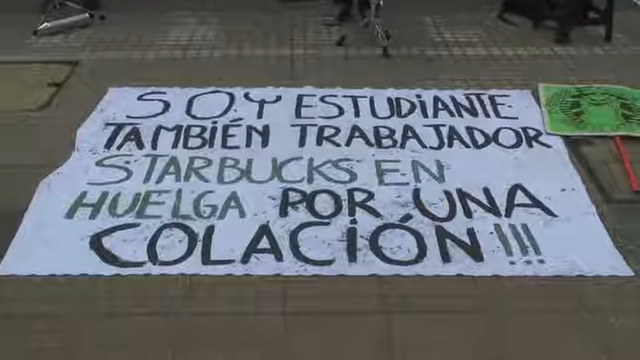 SOY ESTUDIANTE
TAMBIÉN TRABAJADOR
STARBUCKS EN
HUELGA POR UNA
COLACIÓN!!!